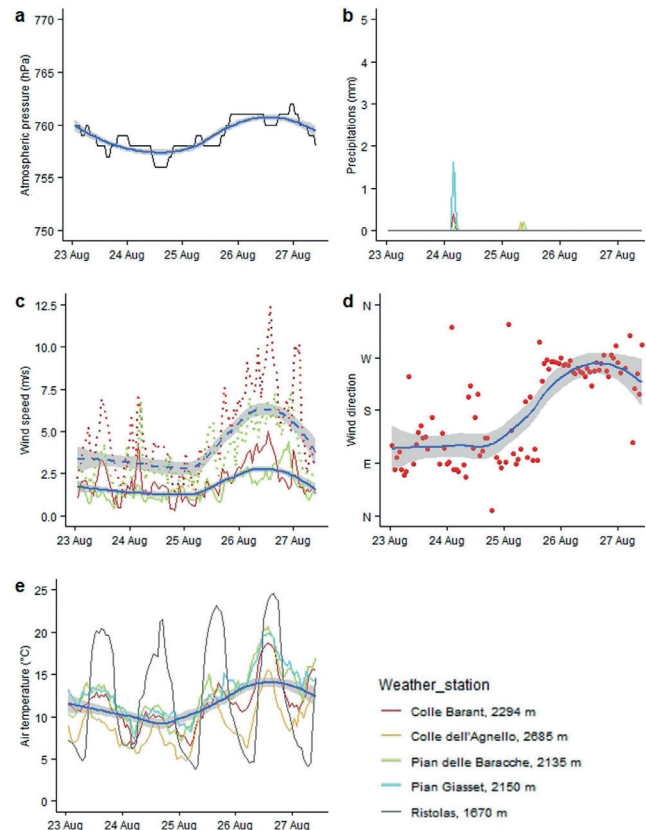 a
770
765
760
755
750
Atmospheric pressure (hPa)
23 Aug 24 Aug 25 Aug 26 Aug 27 Aug
b
5
4
3
2
1
0
Precipitations (mm)
23 Aug 24 Aug 25 Aug 26 Aug 27 Aug
c
12.5
10.0
7.5
5.0
2.5
0.0
Wind speed (m/s)
23 Aug 24 Aug 25 Aug 26 Aug 27 Aug
d
N
W
S
E
N
Wind direction
23 Aug 24 Aug 25 Aug 26 Aug 27 Aug
e
25
20
15
10
5
0
Air temperature (°C)
23 Aug 24 Aug 25 Aug 26 Aug 27 Aug
Weather_station
Colle Barant, 2294 m
Colle dell'Agnello, 2685 m
Pian delle Baracche, 2135 m
Pian Giasset, 2150 m
Ristolas, 1670 m